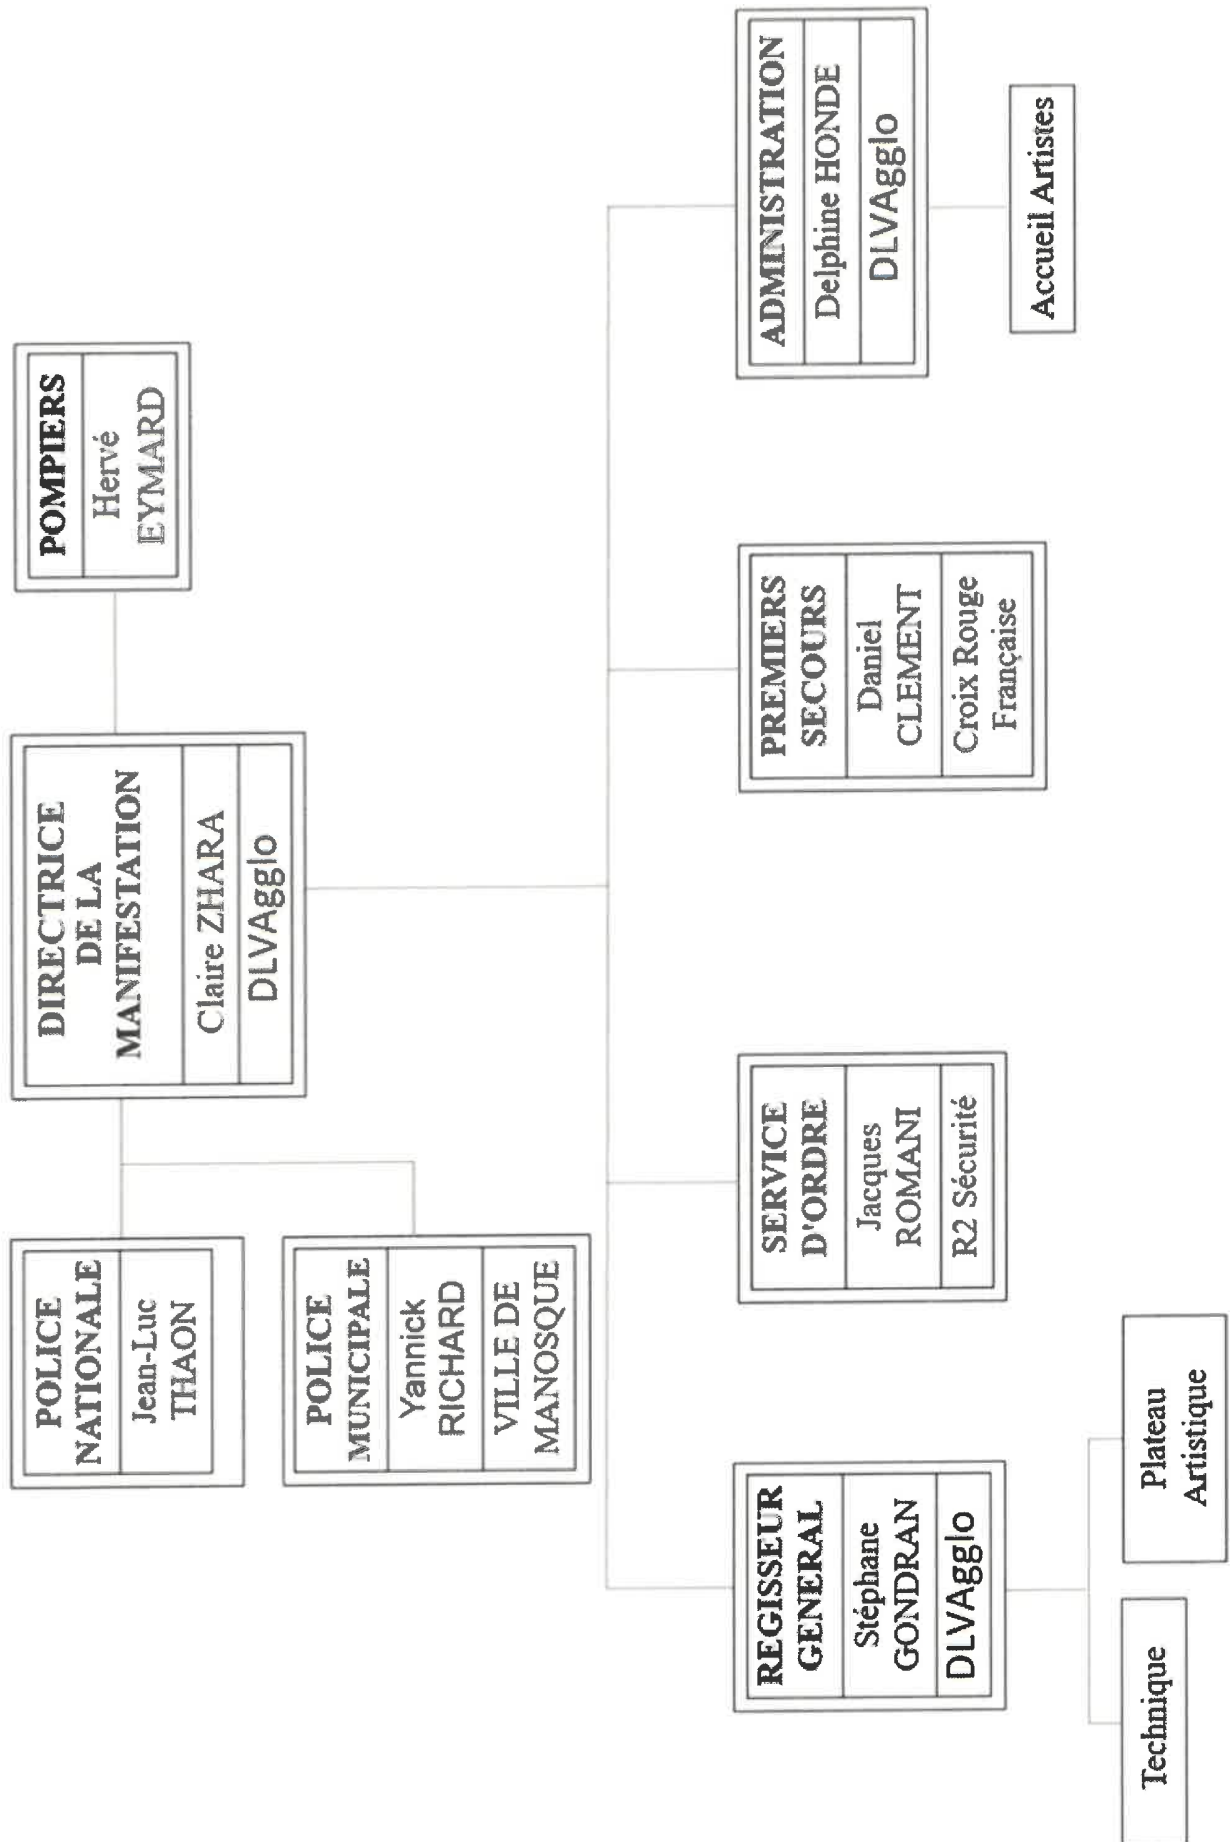 POLICE
NATIONALE
Jean-Luc
THAON
DIRECTRICE
DE LA
MANIFESTATION
Claire ZHARA
DLVAgglo
POMPIERS
Hervé
EYMARD
POLICE
MUNICIPALE
Yannick
RICHARD
VILLE DE
MANOSQUE
REGISSEUR
GENERAL
Stéphane
GONDRAN
DLVAgglo
SERVICE
D'ORDRE
Jacques
ROMANI
R2 Sécurité
PREMIERS
SECOURS
Daniel
CLEMENT
Croix Rouge
Française
ADMINISTRATION
Delphine HONDE
DLVAgglo
Technique
Plateau
Artistique
Accueil Artistes